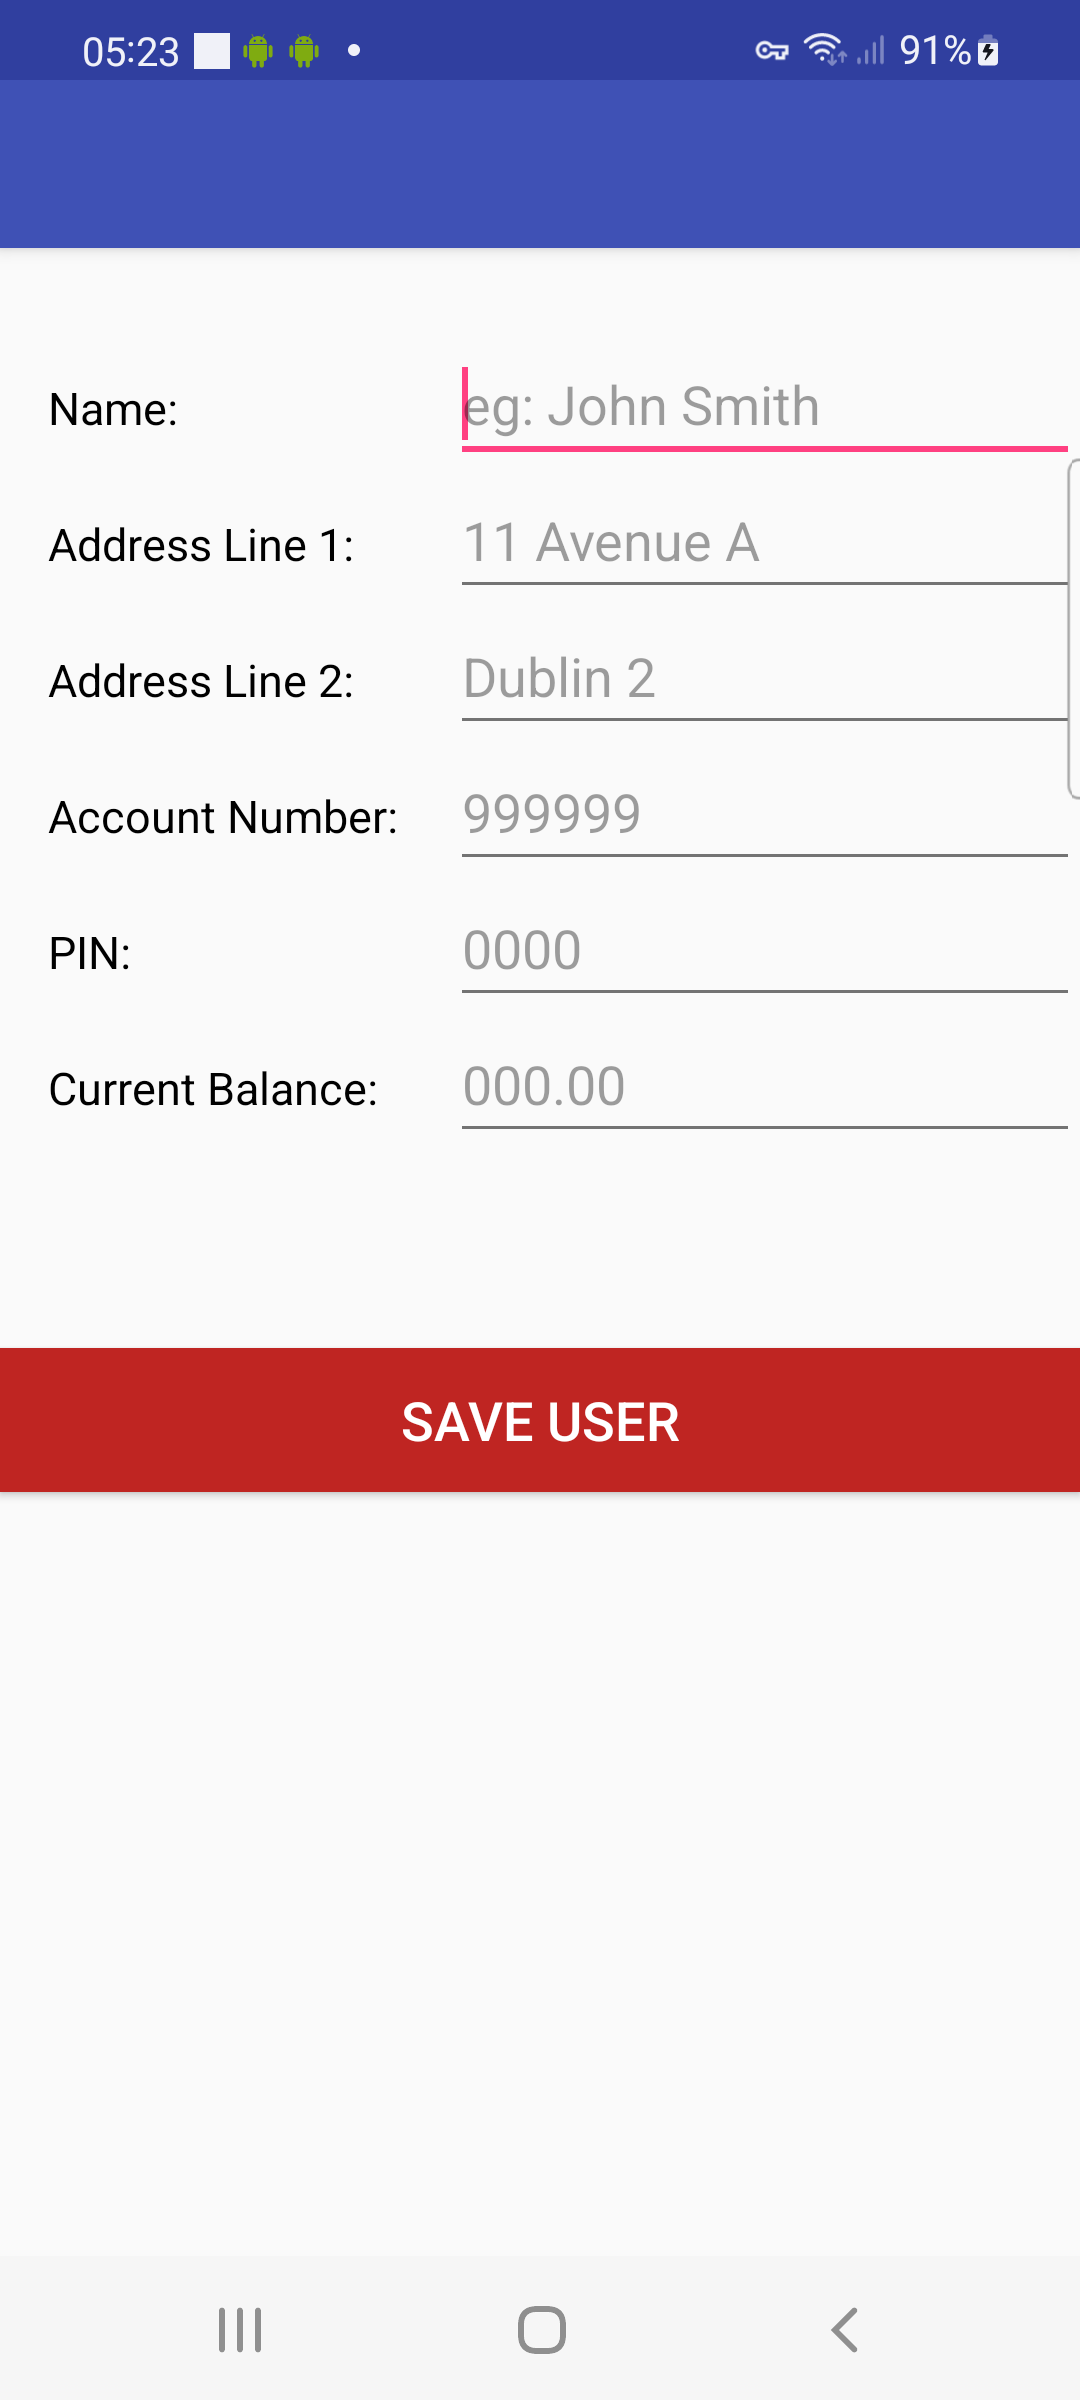 05:23 91%
Name: eg: John Smith
Address Line 1: 11 Avenue A
Address Line 2: Dublin 2
Account Number: 999999
PIN: 0000
Current Balance: 000.00
SAVE USER